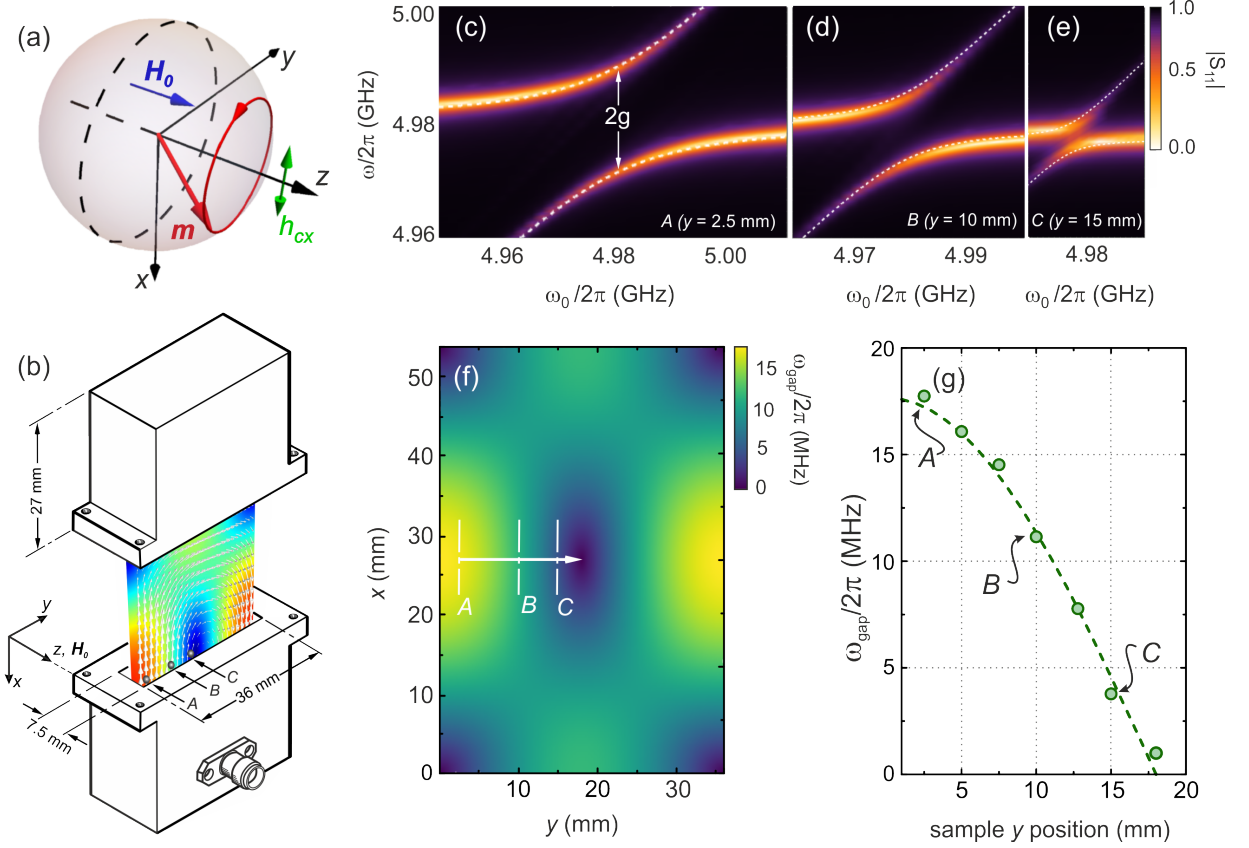 (a)
H₀
y
z
m
h_cx
x
(b)
27 mm
y
z, H₀
x
A
B
C
36 mm
7.5 mm
(c)
5.00
4.98
4.96
ω/2π (GHz)
2g
A (y = 2.5 mm)
4.96
4.98
5.00
ω₀/2π (GHz)
(d)
B (y = 10 mm)
4.97
4.99
ω₀/2π (GHz)
(e)
C (y = 15 mm)
4.98
ω₀/2π (GHz)
1.0
0.5
0.0
|S₁₁|
(f)
50
40
30
20
10
0
x (mm)
A
B
C
10
20
30
y (mm)
15
10
5
0
ω_gap/2π (MHz)
(g)
20
15
10
5
0
ω_gap/2π (MHz)
A
B
C
5
10
15
20
sample y position (mm)